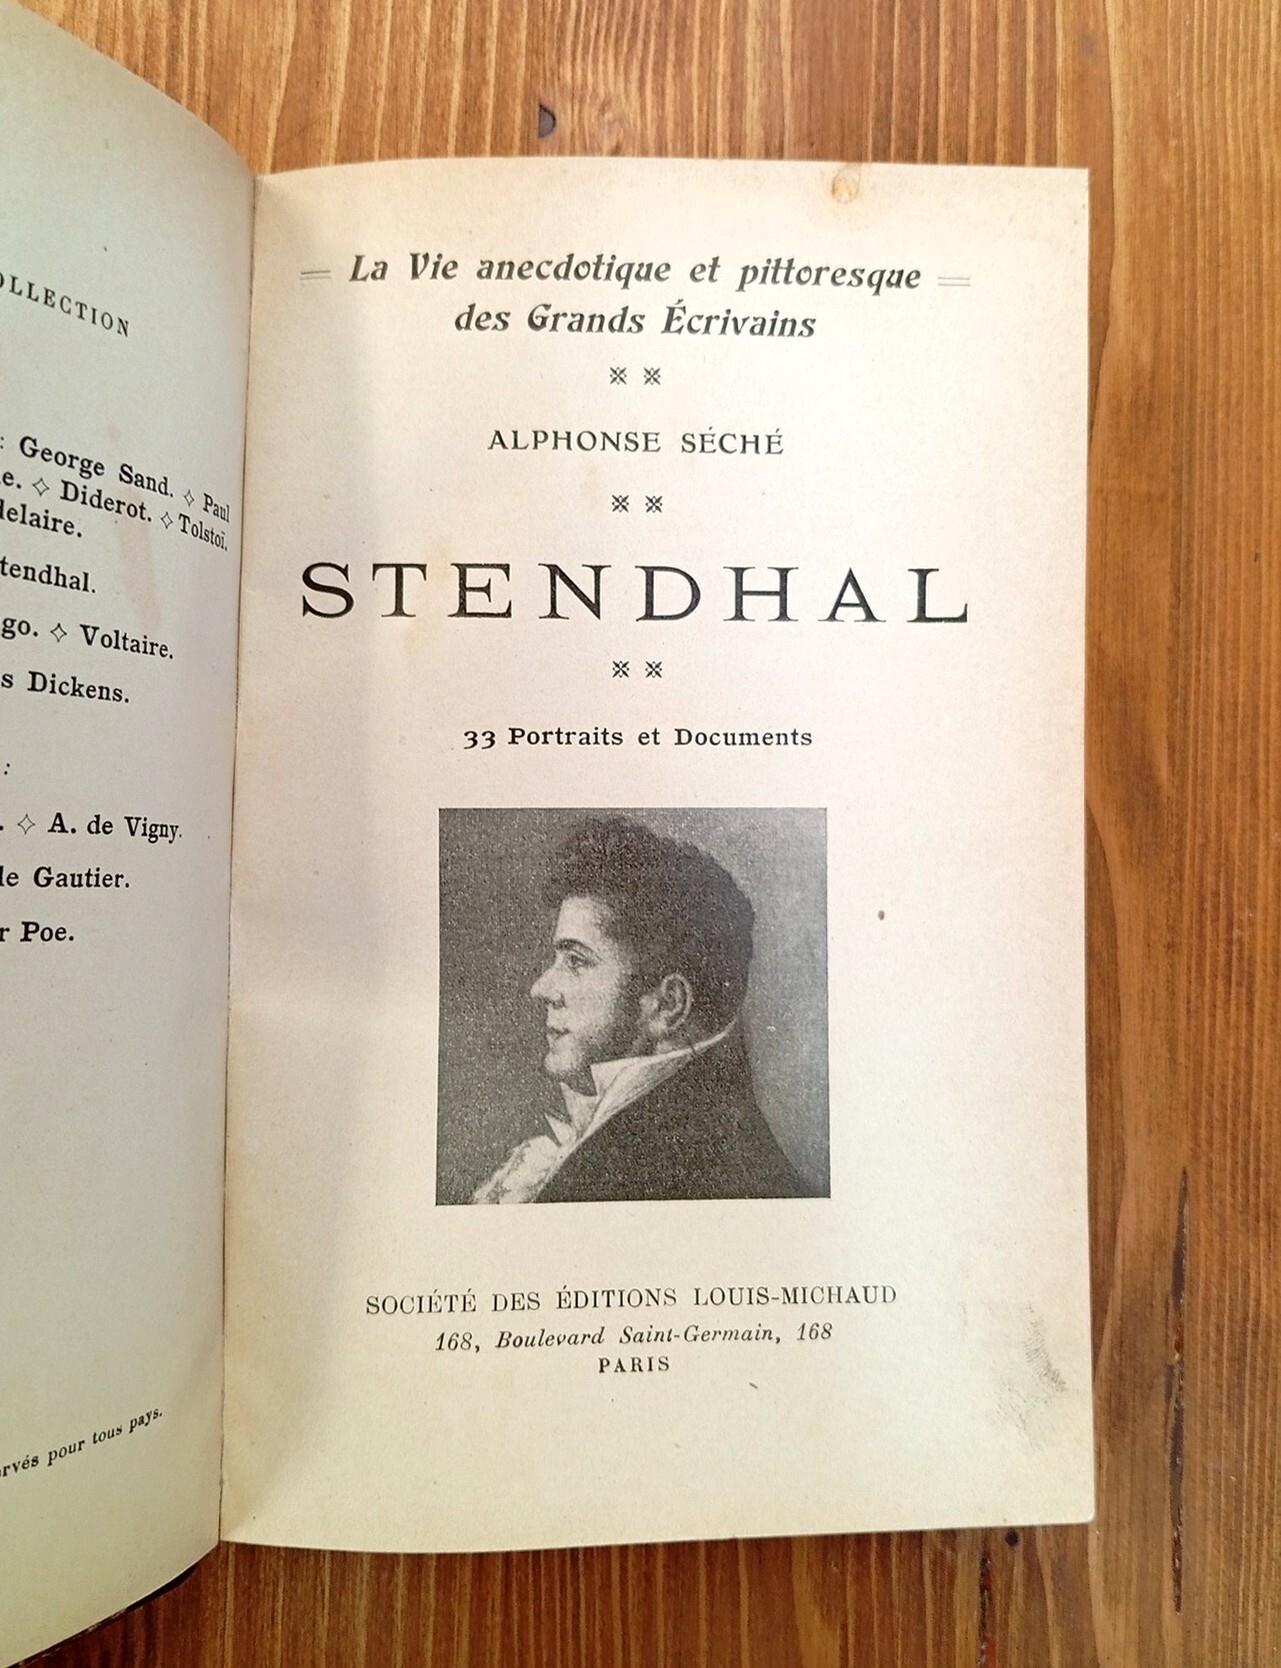 OLLECTION
: George Sand. ✧ Paul
e. ✧ Diderot. ✧ Tolstoï.
delaire.
tendhal.
go. ✧ Voltaire.
s Dickens.
:
. ✧ A. de Vigny.
le Gautier.
r Poe.
rvés pour tous pays.
La Vie anecdotique et pittoresque
des Grands Écrivains
※ ※
ALPHONSE SÉCHÉ
※ ※
STENDHAL
※ ※
33 Portraits et Documents
SOCIÉTÉ DES ÉDITIONS LOUIS-MICHAUD
168, Boulevard Saint-Germain, 168
PARIS